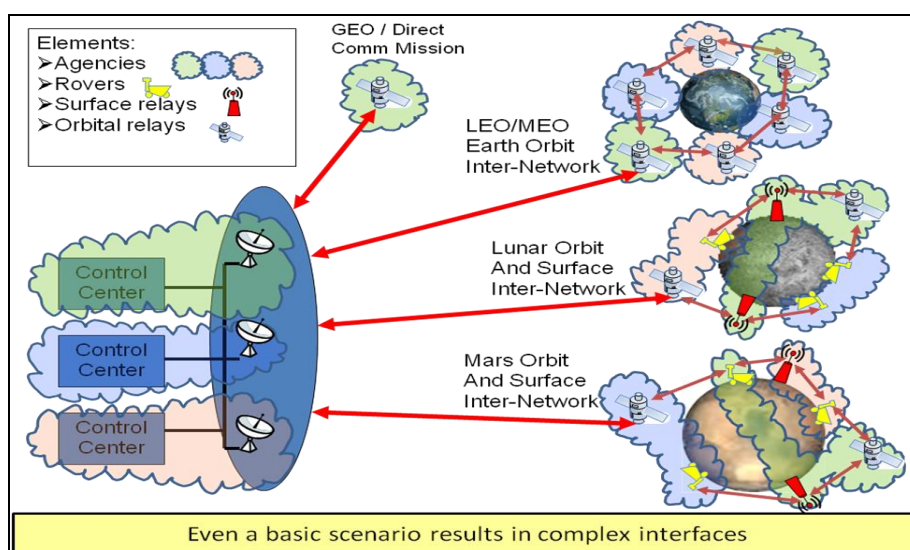 Elements:
➢Agencies
➢Rovers
➢Surface relays
➢Orbital relays
GEO / Direct
Comm Mission
LEO/MEO
Earth Orbit
Inter-Network
Lunar Orbit
And Surface
Inter-Network
Mars Orbit
And Surface
Inter-Network
Control
Center
Control
Center
Control
Center
Even a basic scenario results in complex interfaces